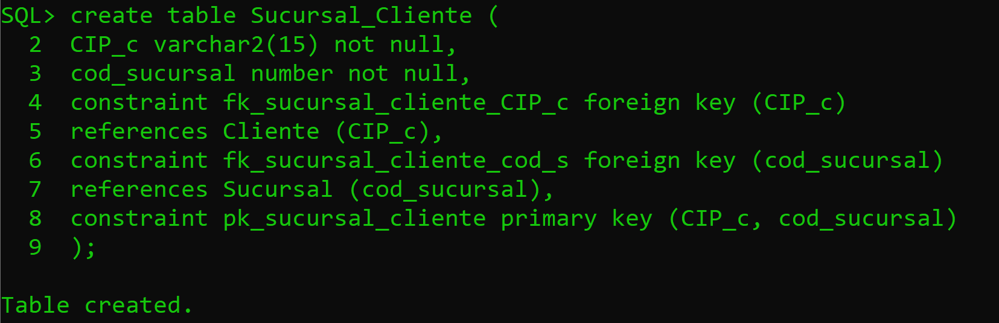 SQL> create table Sucursal_Cliente (
  2  CIP_c varchar2(15) not null,
  3  cod_sucursal number not null,
  4  constraint fk_sucursal_cliente_CIP_c foreign key (CIP_c)
  5  references Cliente (CIP_c),
  6  constraint fk_sucursal_cliente_cod_s foreign key (cod_sucursal)
  7  references Sucursal (cod_sucursal),
  8  constraint pk_sucursal_cliente primary key (CIP_c, cod_sucursal)
  9  );
Table created.